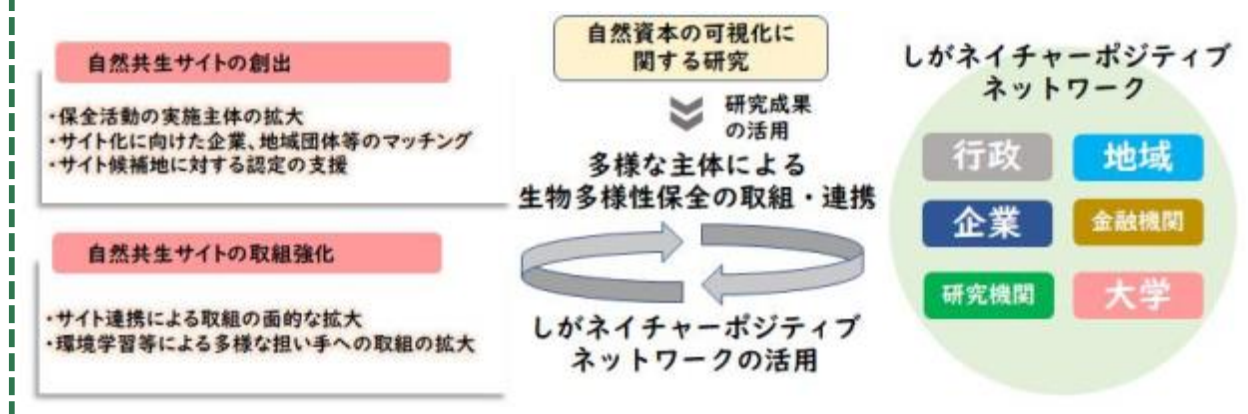 自然共生サイトの創出
・保全活動の実施主体の拡大
・サイト化に向けた企業、地域団体等のマッチング
・サイト候補地に対する認定の支援
自然共生サイトの取組強化
・サイト連携による取組の面的な拡大
・環境学習等による多様な担い手への取組の拡大
自然資本の可視化に
関する研究
研究成果
の活用
多様な主体による
生物多様性保全の取組・連携
しがネイチャーポジティブ
ネットワークの活用
しがネイチャーポジティブ
ネットワーク
行政
地域
企業
金融機関
研究機関
大学